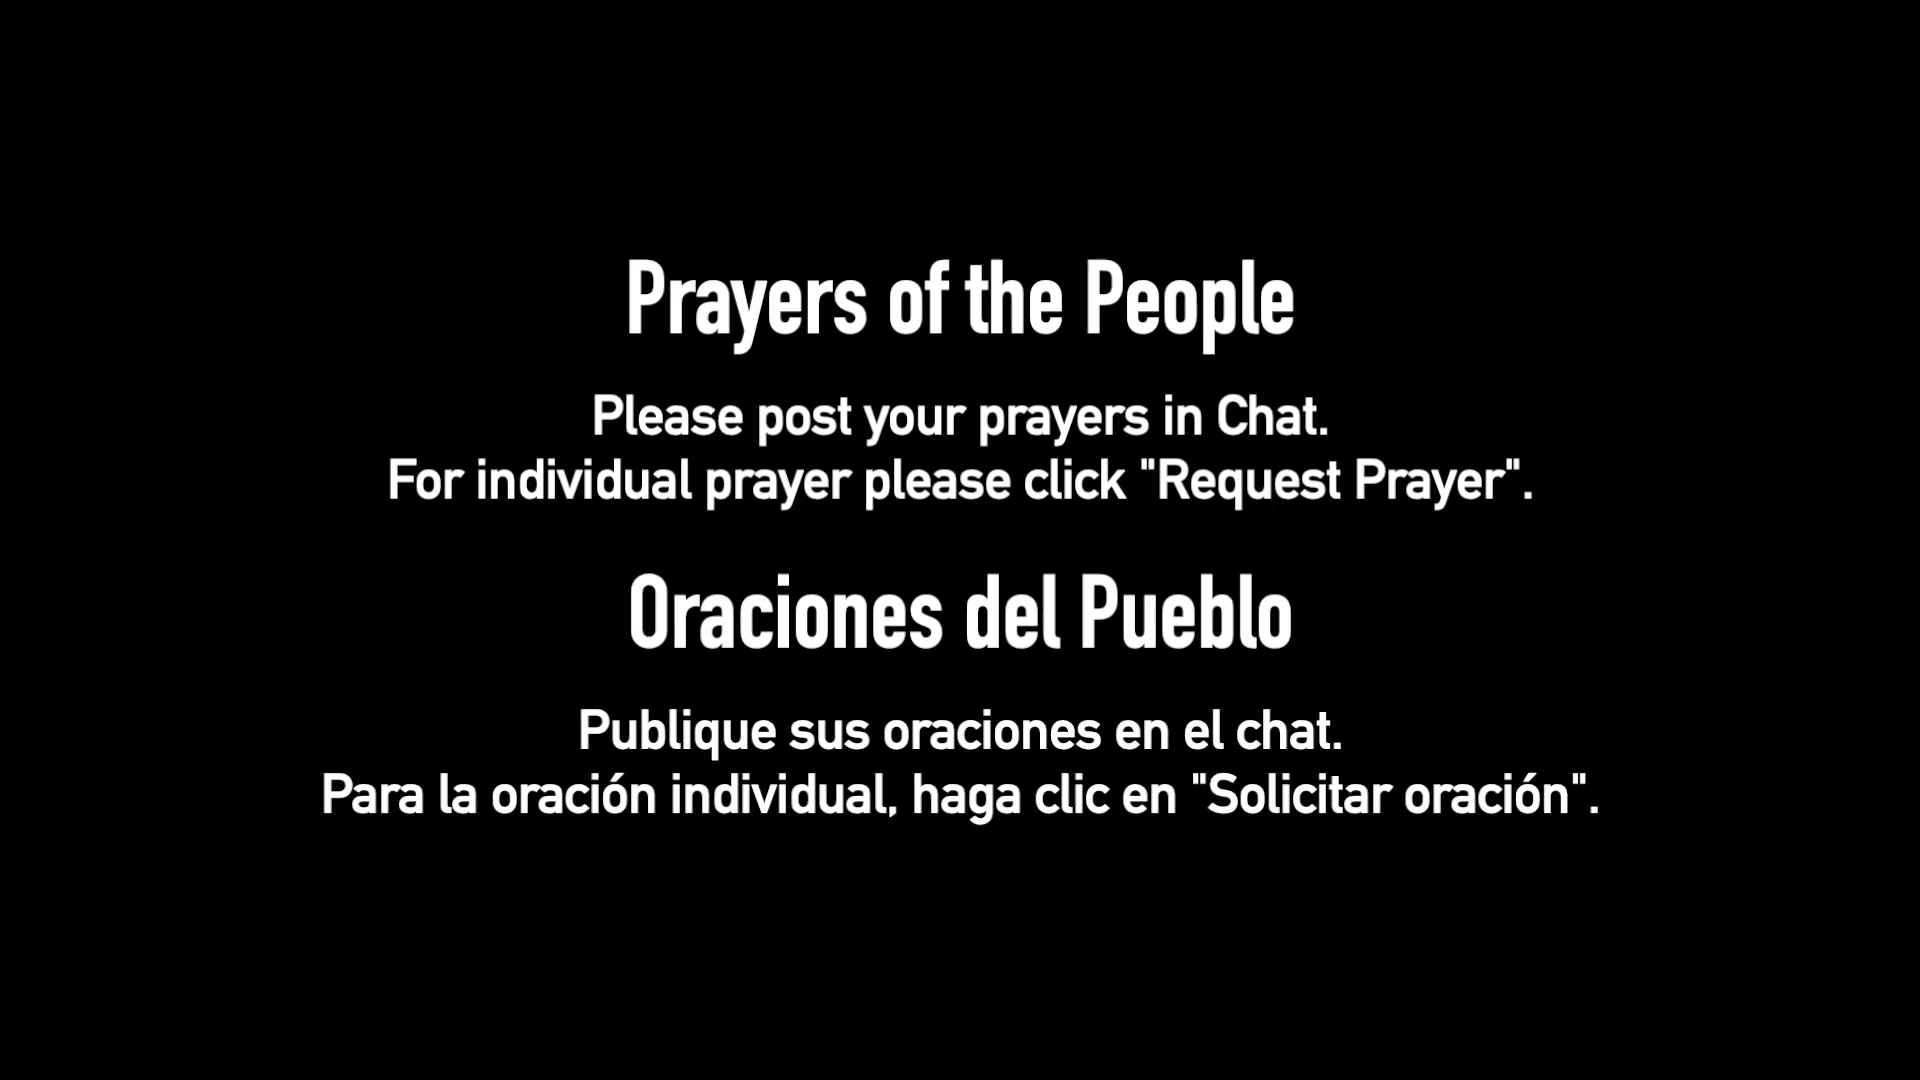 Prayers of the People
Please post your prayers in Chat.
For individual prayer please click "Request Prayer".
Oraciones del Pueblo
Publique sus oraciones en el chat.
Para la oración individual, haga clic en "Solicitar oración".